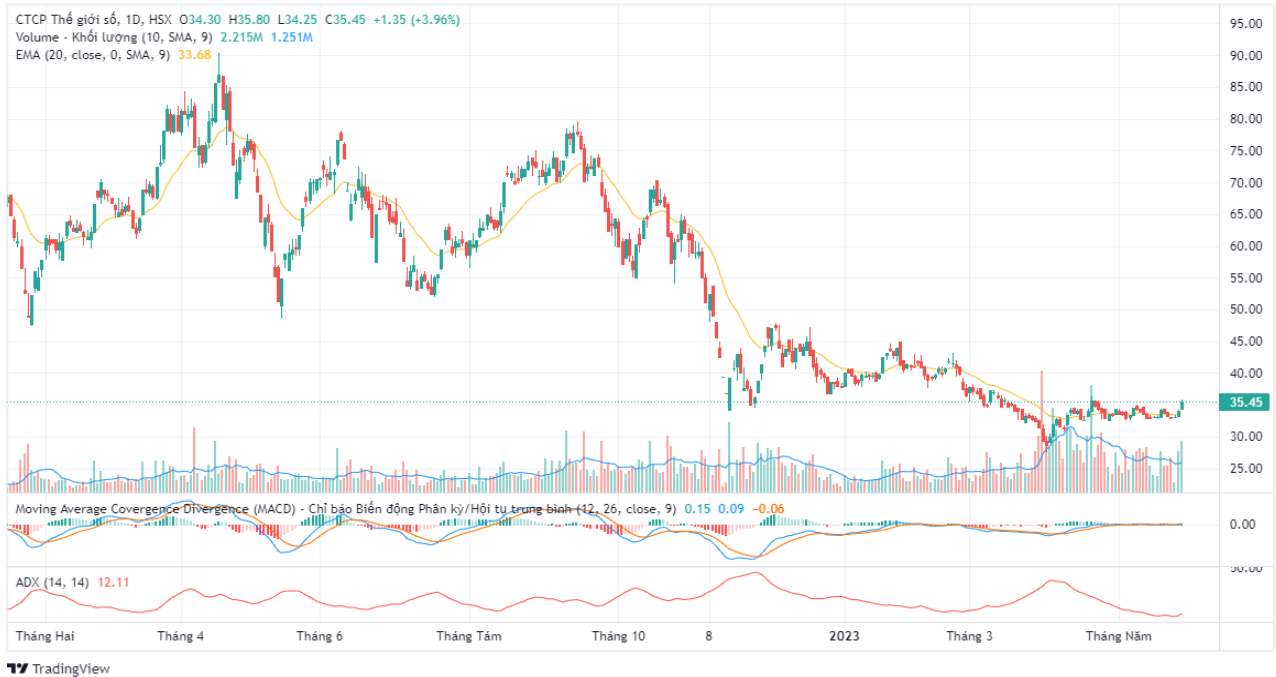 CTCP Thế giới số, 1D, HSX O34.30 H35.80 L34.25 C35.45 +1.35 (+3.96%)
Volume - Khối lượng (10, SMA, 9) 2.215M 1.251M
EMA (20, close, 0, SMA, 9) 33.68
95.00
90.00
85.00
80.00
75.00
70.00
65.00
60.00
55.00
50.00
45.00
40.00
35.45
30.00
25.00
Moving Average Covergence Divergence (MACD) - Chỉ báo Biến động Phân kỳ/Hội tụ trung bình (12, 26, close, 9) 0.15 0.09 −0.06
0.00
ADX (14, 14) 12.11
50.00
Tháng Hai Tháng 4 Tháng 6 Tháng Tám Tháng 10 8 2023 Tháng 3 Tháng Năm
TradingView